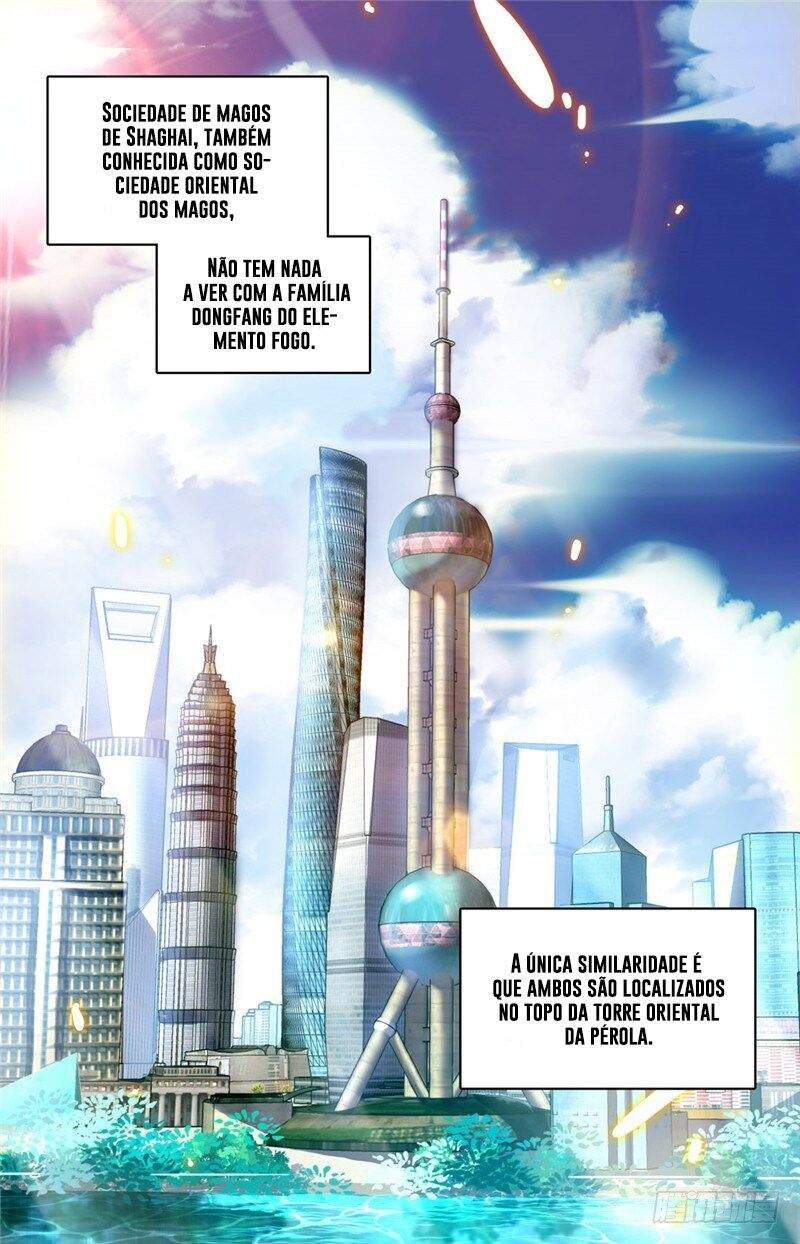 SOCIEDADE DE MAGOS
DE SHAGHAI, TAMBÉM
CONHECIDA COMO SO-
CIEDADE ORIENTAL
DOS MAGOS,
NÃO TEM NADA
A VER COM A FAMÍLIA
DONGFANG DO ELE-
MENTO FOGO.
A ÚNICA SIMILARIDADE É
QUE AMBOS SÃO LOCALIZADOS
NO TOPO DA TORRE ORIENTAL
DA PÉROLA.